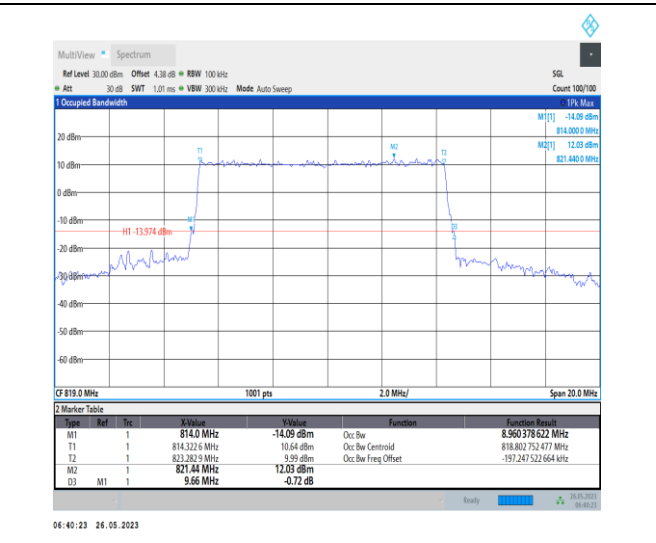 MultiView Spectrum
Ref Level 30.00 dBm Offset 4.38 dB RBW 100 kHz SGL
Att 30 dB SWT 1.01 ms VBW 300 kHz Mode Auto Sweep Count 100/100
1 Occupied Bandwidth 1Pk Max
M1[1] -14.09 dBm
814.000 0 MHz
M2[1] 12.03 dBm
821.440 0 MHz
20 dBm
T1 M2 T2
10 dBm
0 dBm
-10 dBm
M1
H1 -13.974 dBm
D3
-20 dBm
-30 dBm
-40 dBm
-50 dBm
-60 dBm
CF 819.0 MHz 1001 pts 2.0 MHz/ Span 20.0 MHz
2 Marker Table
Type Ref Trc X-Value Y-Value Function Function Result
M1 1 814.0 MHz -14.09 dBm Occ Bw 8.960 378 622 MHz
T1 1 814.322 6 MHz 10.64 dBm Occ Bw Centroid 818.802 752 477 MHz
T2 1 823.282 9 MHz 9.99 dBm Occ Bw Freq Offset -197.247 522 664 kHz
M2 1 821.44 MHz 12.03 dBm
D3 M1 1 9.66 MHz -0.72 dB
Ready 26.05.2023
06:40:23
06:40:23 26.05.2023